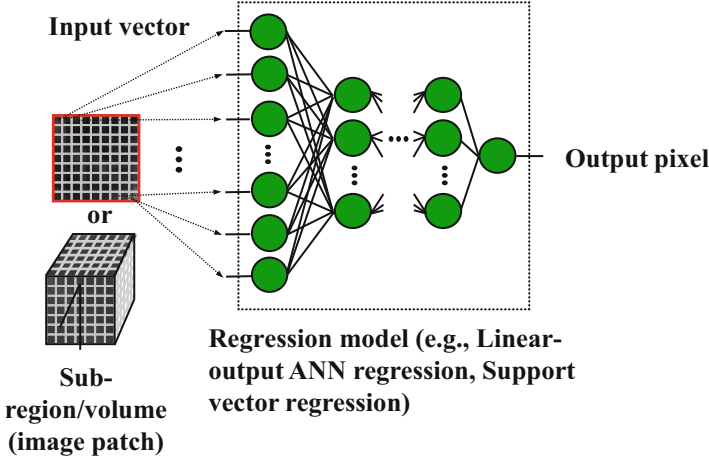 Input vector
Output pixel
or
Regression model (e.g., Linear-
output ANN regression, Support
vector regression)
Sub-
region/volume
(image patch)